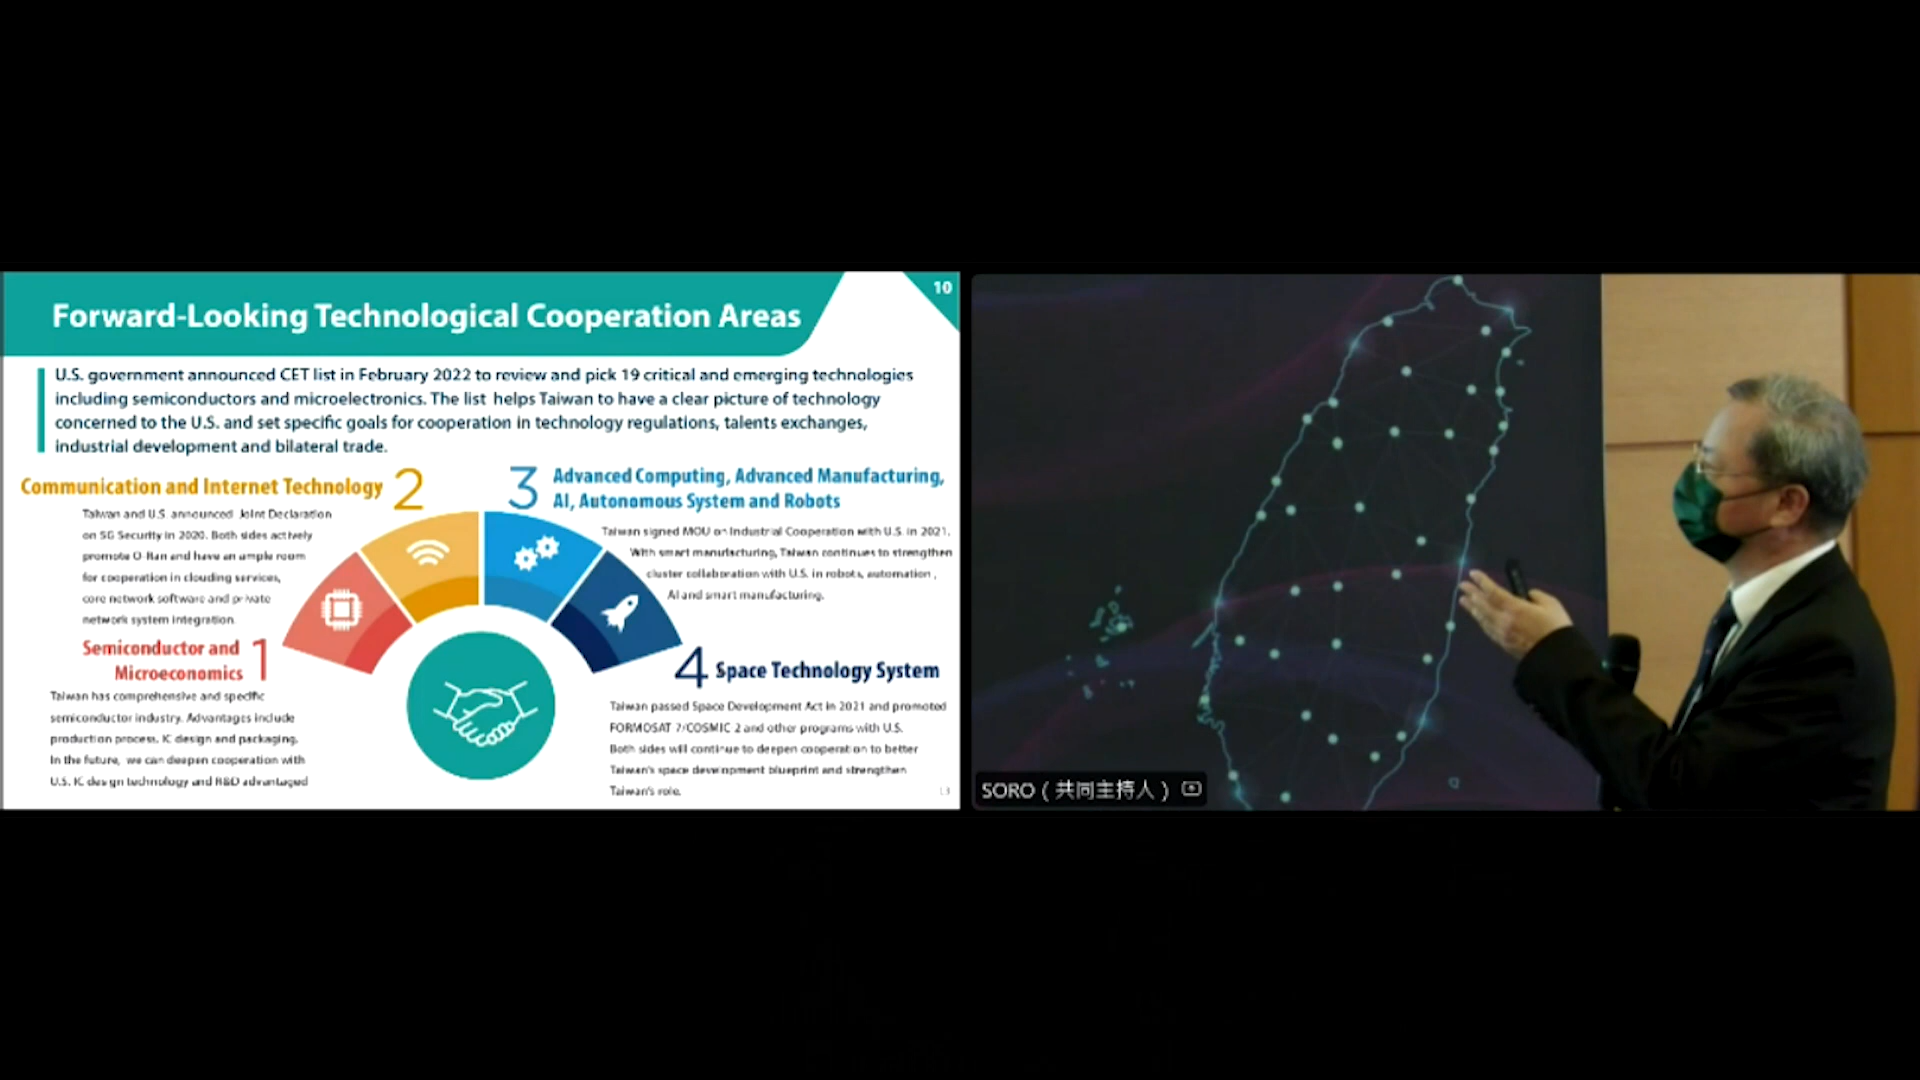 10
Forward-Looking Technological Cooperation Areas
U.S. government announced CET list in February 2022 to review and pick 19 critical and emerging technologies
including semiconductors and microelectronics. The list helps Taiwan to have a clear picture of technology
concerned to the U.S. and set specific goals for cooperation in technology regulations, talents exchanges,
industrial development and bilateral trade.
Communication and Internet Technology 2
Taiwan and U.S. announced Joint Declaration
on 5G Security in 2020. Both sides actively
promote O-Ran and have an ample room
for cooperation in clouding services,
core network software and private
network system integration.
3 Advanced Computing, Advanced Manufacturing,
AI, Autonomous System and Robots
Taiwan signed MOU on Industrial Cooperation with U.S. in 2021.
With smart manufacturing, Taiwan continues to strengthen
cluster collaboration with U.S. in robots, automation ,
AI and smart manufacturing.
Semiconductor and
Microeconomics 1
Taiwan has comprehensive and specific
semiconductor industry. Advantages include
production process, IC design and packaging.
In the future, we can deepen cooperation with
U.S. IC design technology and R&D advantaged
4 Space Technology System
Taiwan passed Space Development Act in 2021 and promoted
FORMOSAT 7/COSMIC 2 and other programs with U.S.
Both sides will continue to deepen cooperation to better
Taiwan's space development blueprint and strengthen
Taiwan's role.
13
SORO ( 共同主持人 )